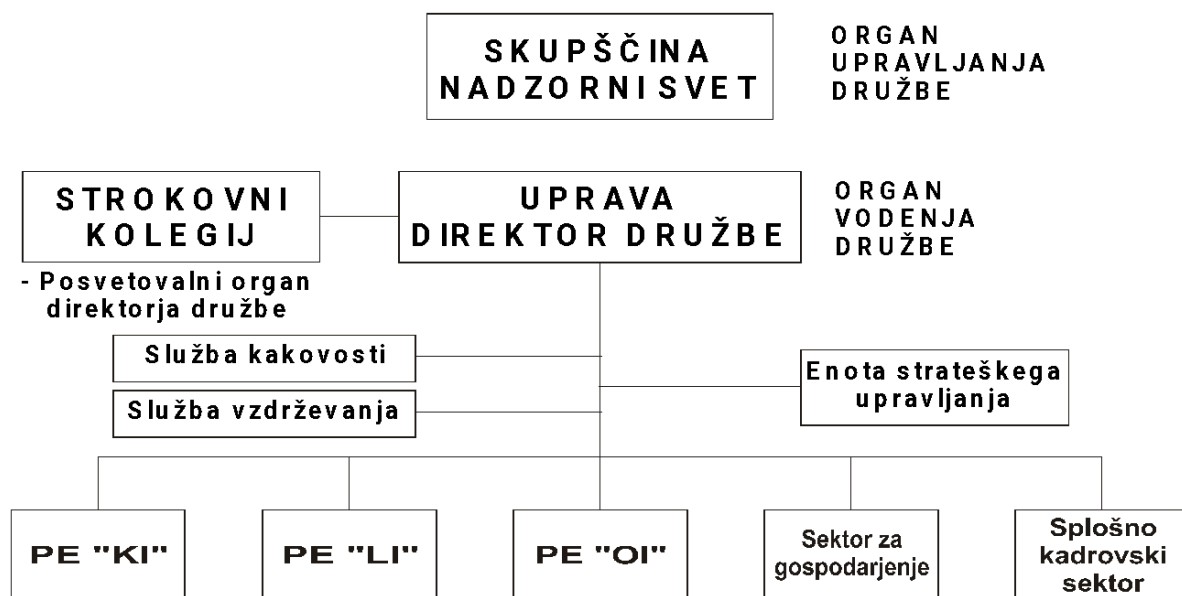 SKUPŠČINA
NADZORNI SVET
ORGAN
UPRAVLJANJA
DRUŽBE
STROKOVNI
KOLEGIJ
UPRAVA
DIREKTOR DRUŽBE
ORGAN
VODENJA
DRUŽBE
- Posvetovalni organ
direktorja družbe
Služba kakovosti
Služba vzdrževanja
Enota strateškega
upravljanja
PE "KI"
PE "LI"
PE "OI"
Sektor za
gospodarjenje
Splošno
kadrovski
sektor